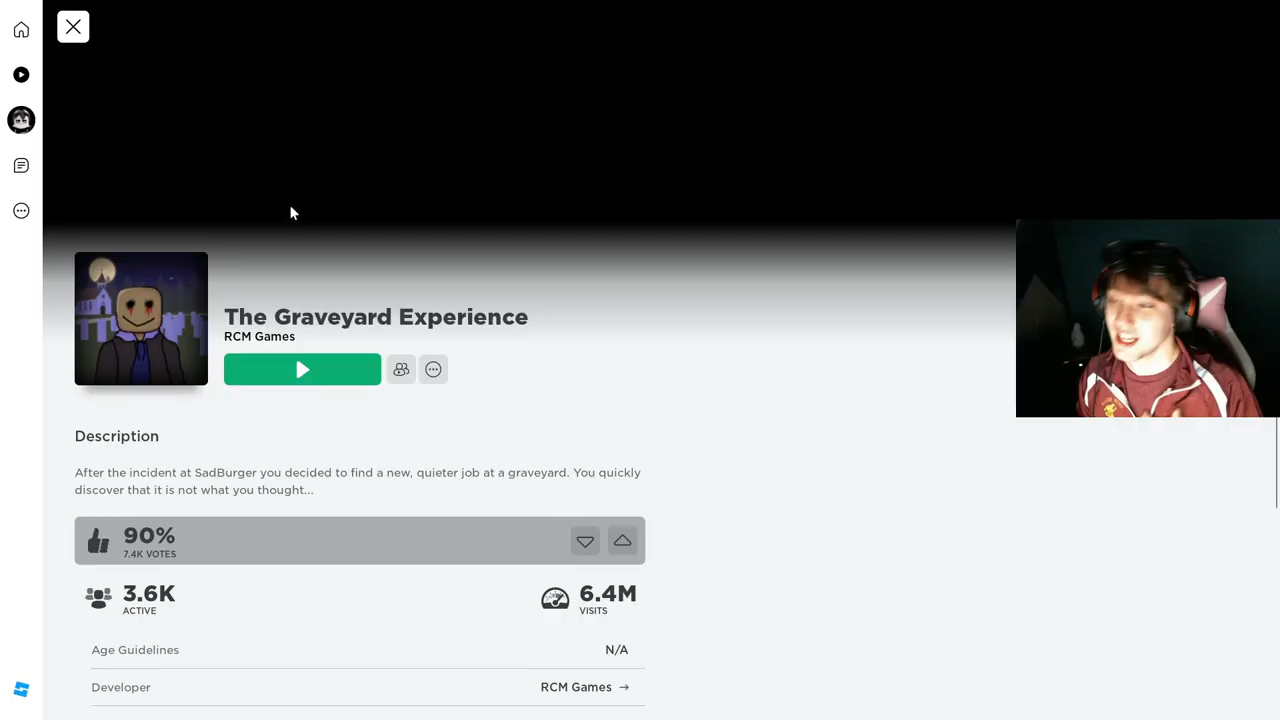 The Graveyard Experience
RCM Games
Description
After the incident at SadBurger you decided to find a new, quieter job at a graveyard. You quickly
discover that it is not what you thought...
90%
7.4K VOTES
3.6K
ACTIVE
6.4M
VISITS
Age Guidelines
N/A
Developer
RCM Games →